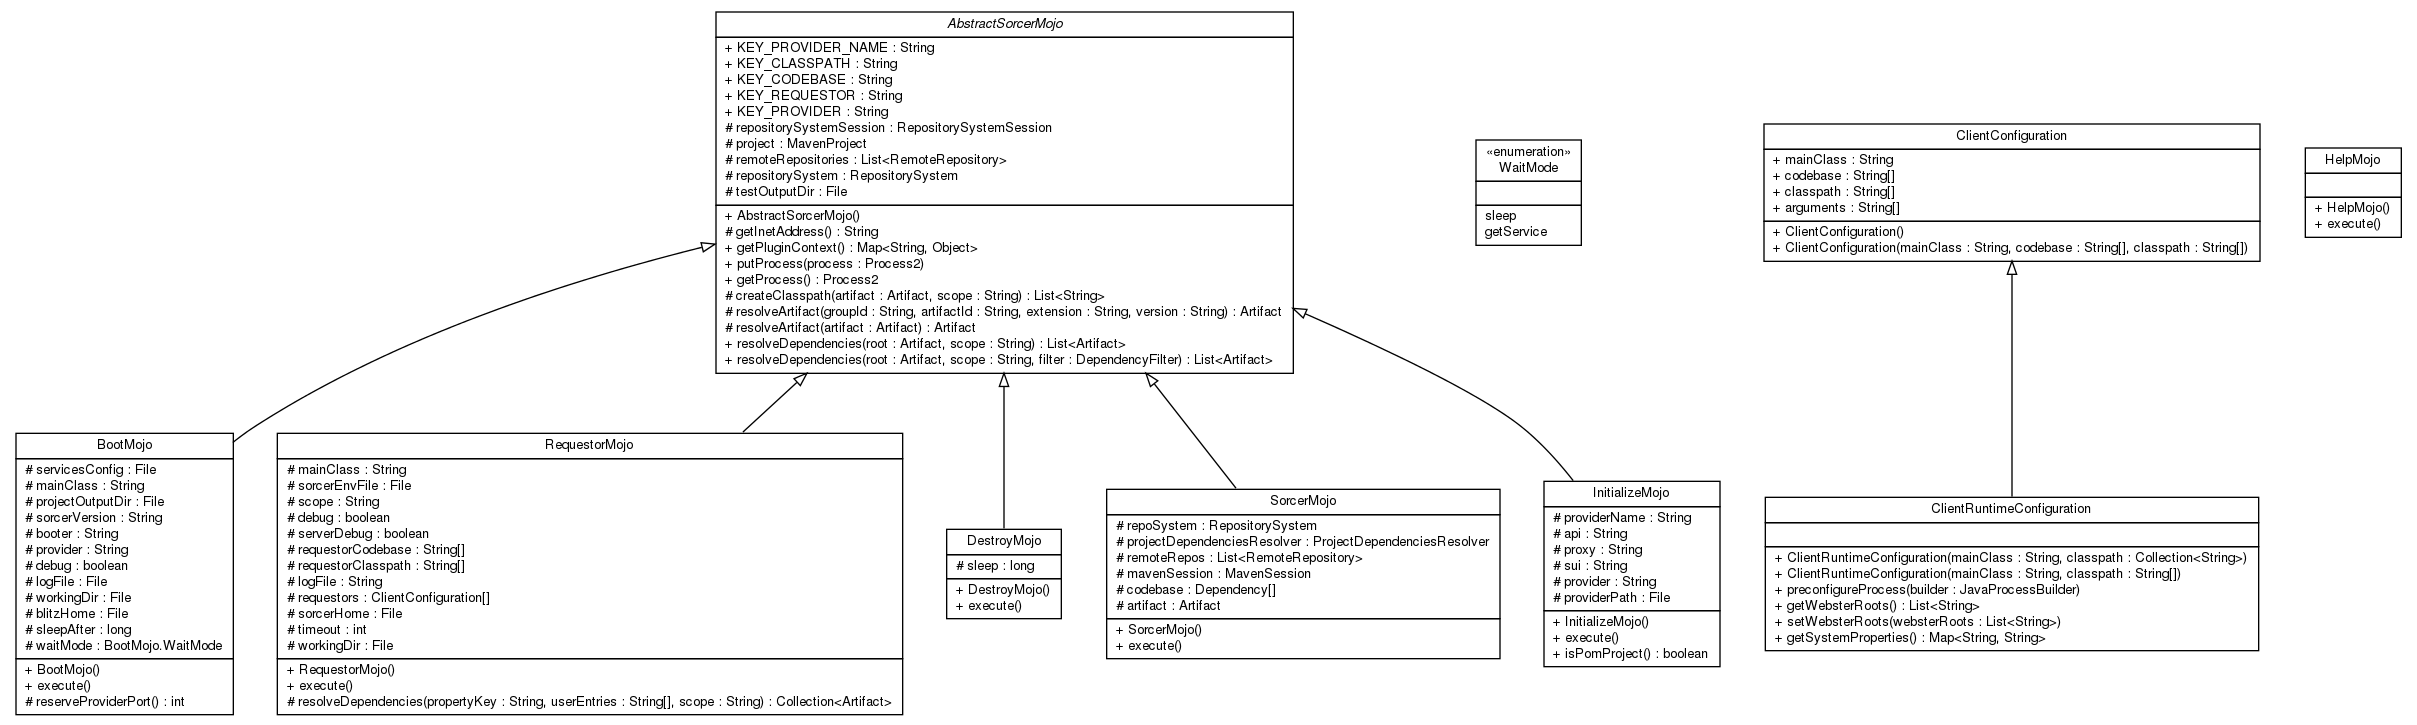 AbstractSorcerMojo
+ KEY_PROVIDER_NAME : String
+ KEY_CLASSPATH : String
+ KEY_CODEBASE : String
+ KEY_REQUESTOR : String
+ KEY_PROVIDER : String
# repositorySystemSession : RepositorySystemSession
# project : MavenProject
# remoteRepositories : List<RemoteRepository>
# repositorySystem : RepositorySystem
# testOutputDir : File
+ AbstractSorcerMojo()
# getInetAddress() : String
+ getPluginContext() : Map<String, Object>
+ putProcess(process : Process2)
+ getProcess() : Process2
# createClasspath(artifact : Artifact, scope : String) : List<String>
# resolveArtifact(groupId : String, artifactId : String, extension : String, version : String) : Artifact
# resolveArtifact(artifact : Artifact) : Artifact
+ resolveDependencies(root : Artifact, scope : String) : List<Artifact>
+ resolveDependencies(root : Artifact, scope : String, filter : DependencyFilter) : List<Artifact>
«enumeration»
WaitMode
sleep
getService
ClientConfiguration
+ mainClass : String
+ codebase : String[]
+ classpath : String[]
+ arguments : String[]
+ ClientConfiguration()
+ ClientConfiguration(mainClass : String, codebase : String[], classpath : String[])
HelpMojo
+ HelpMojo()
+ execute()
BootMojo
# servicesConfig : File
# mainClass : String
# projectOutputDir : File
# sorcerVersion : String
# booter : String
# provider : String
# debug : boolean
# logFile : File
# workingDir : File
# blitzHome : File
# sleepAfter : long
# waitMode : BootMojo.WaitMode
+ BootMojo()
+ execute()
# reserveProviderPort() : int
RequestorMojo
# mainClass : String
# sorcerEnvFile : File
# scope : String
# debug : boolean
# serverDebug : boolean
# requestorCodebase : String[]
# requestorClasspath : String[]
# logFile : String
# requestors : ClientConfiguration[]
# sorcerHome : File
# timeout : int
# workingDir : File
+ RequestorMojo()
+ execute()
# resolveDependencies(propertyKey : String, userEntries : String[], scope : String) : Collection<Artifact>
DestroyMojo
# sleep : long
+ DestroyMojo()
+ execute()
SorcerMojo
# repoSystem : RepositorySystem
# projectDependenciesResolver : ProjectDependenciesResolver
# remoteRepos : List<RemoteRepository>
# mavenSession : MavenSession
# codebase : Dependency[]
# artifact : Artifact
+ SorcerMojo()
+ execute()
InitializeMojo
# providerName : String
# api : String
# proxy : String
# sui : String
# provider : String
# providerPath : File
+ InitializeMojo()
+ execute()
+ isPomProject() : boolean
ClientRuntimeConfiguration
+ ClientRuntimeConfiguration(mainClass : String, classpath : Collection<String>)
+ ClientRuntimeConfiguration(mainClass : String, classpath : String[])
+ preconfigureProcess(builder : JavaProcessBuilder)
+ getWebsterRoots() : List<String>
+ setWebsterRoots(websterRoots : List<String>)
+ getSystemProperties() : Map<String, String>